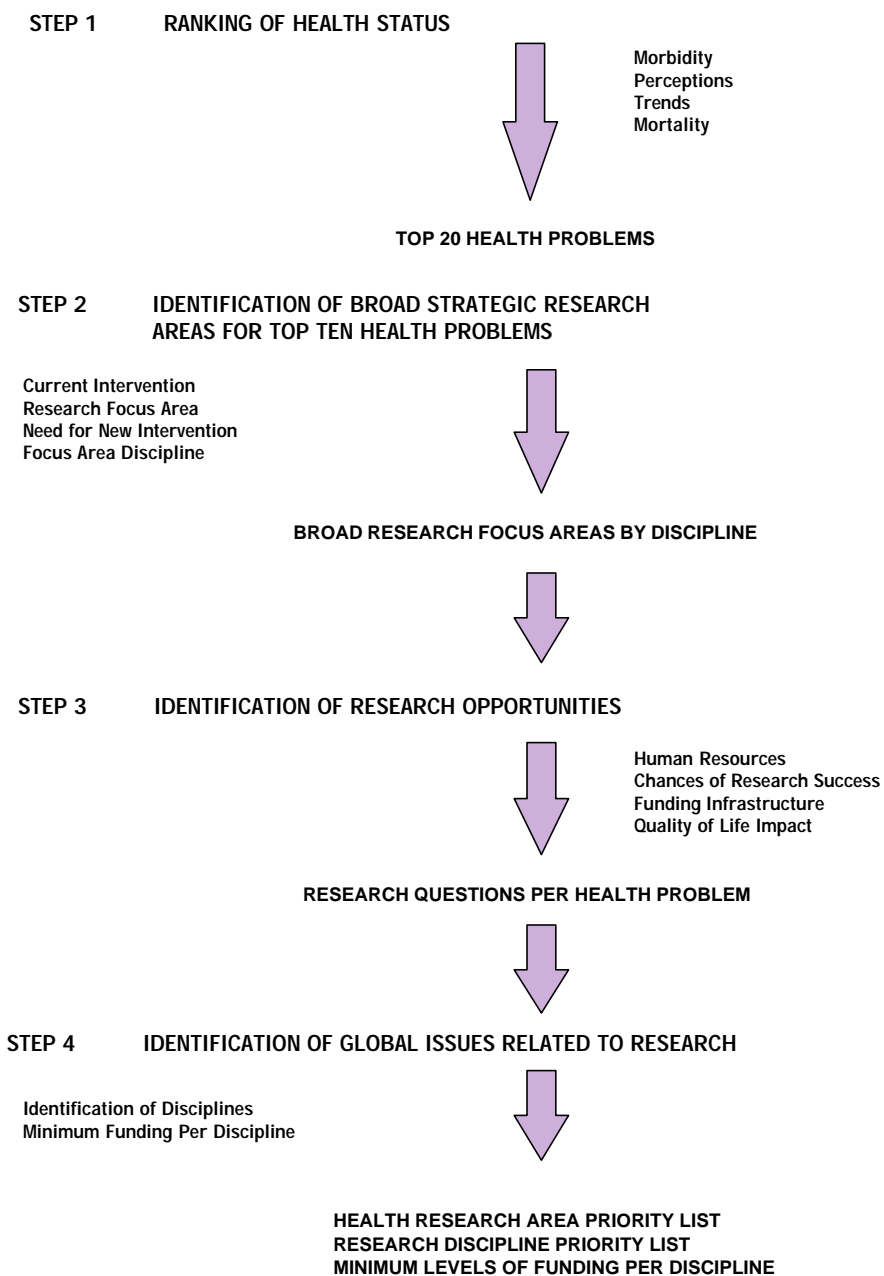 STEP 1 RANKING OF HEALTH STATUS
Morbidity
Perceptions
Trends
Mortality
TOP 20 HEALTH PROBLEMS
STEP 2 IDENTIFICATION OF BROAD STRATEGIC RESEARCH
AREAS FOR TOP TEN HEALTH PROBLEMS
Current Intervention
Research Focus Area
Need for New Intervention
Focus Area Discipline
BROAD RESEARCH FOCUS AREAS BY DISCIPLINE
STEP 3 IDENTIFICATION OF RESEARCH OPPORTUNITIES
Human Resources
Chances of Research Success
Funding Infrastructure
Quality of Life Impact
RESEARCH QUESTIONS PER HEALTH PROBLEM
STEP 4 IDENTIFICATION OF GLOBAL ISSUES RELATED TO RESEARCH
Identification of Disciplines
Minimum Funding Per Discipline
HEALTH RESEARCH AREA PRIORITY LIST
RESEARCH DISCIPLINE PRIORITY LIST
MINIMUM LEVELS OF FUNDING PER DISCIPLINE